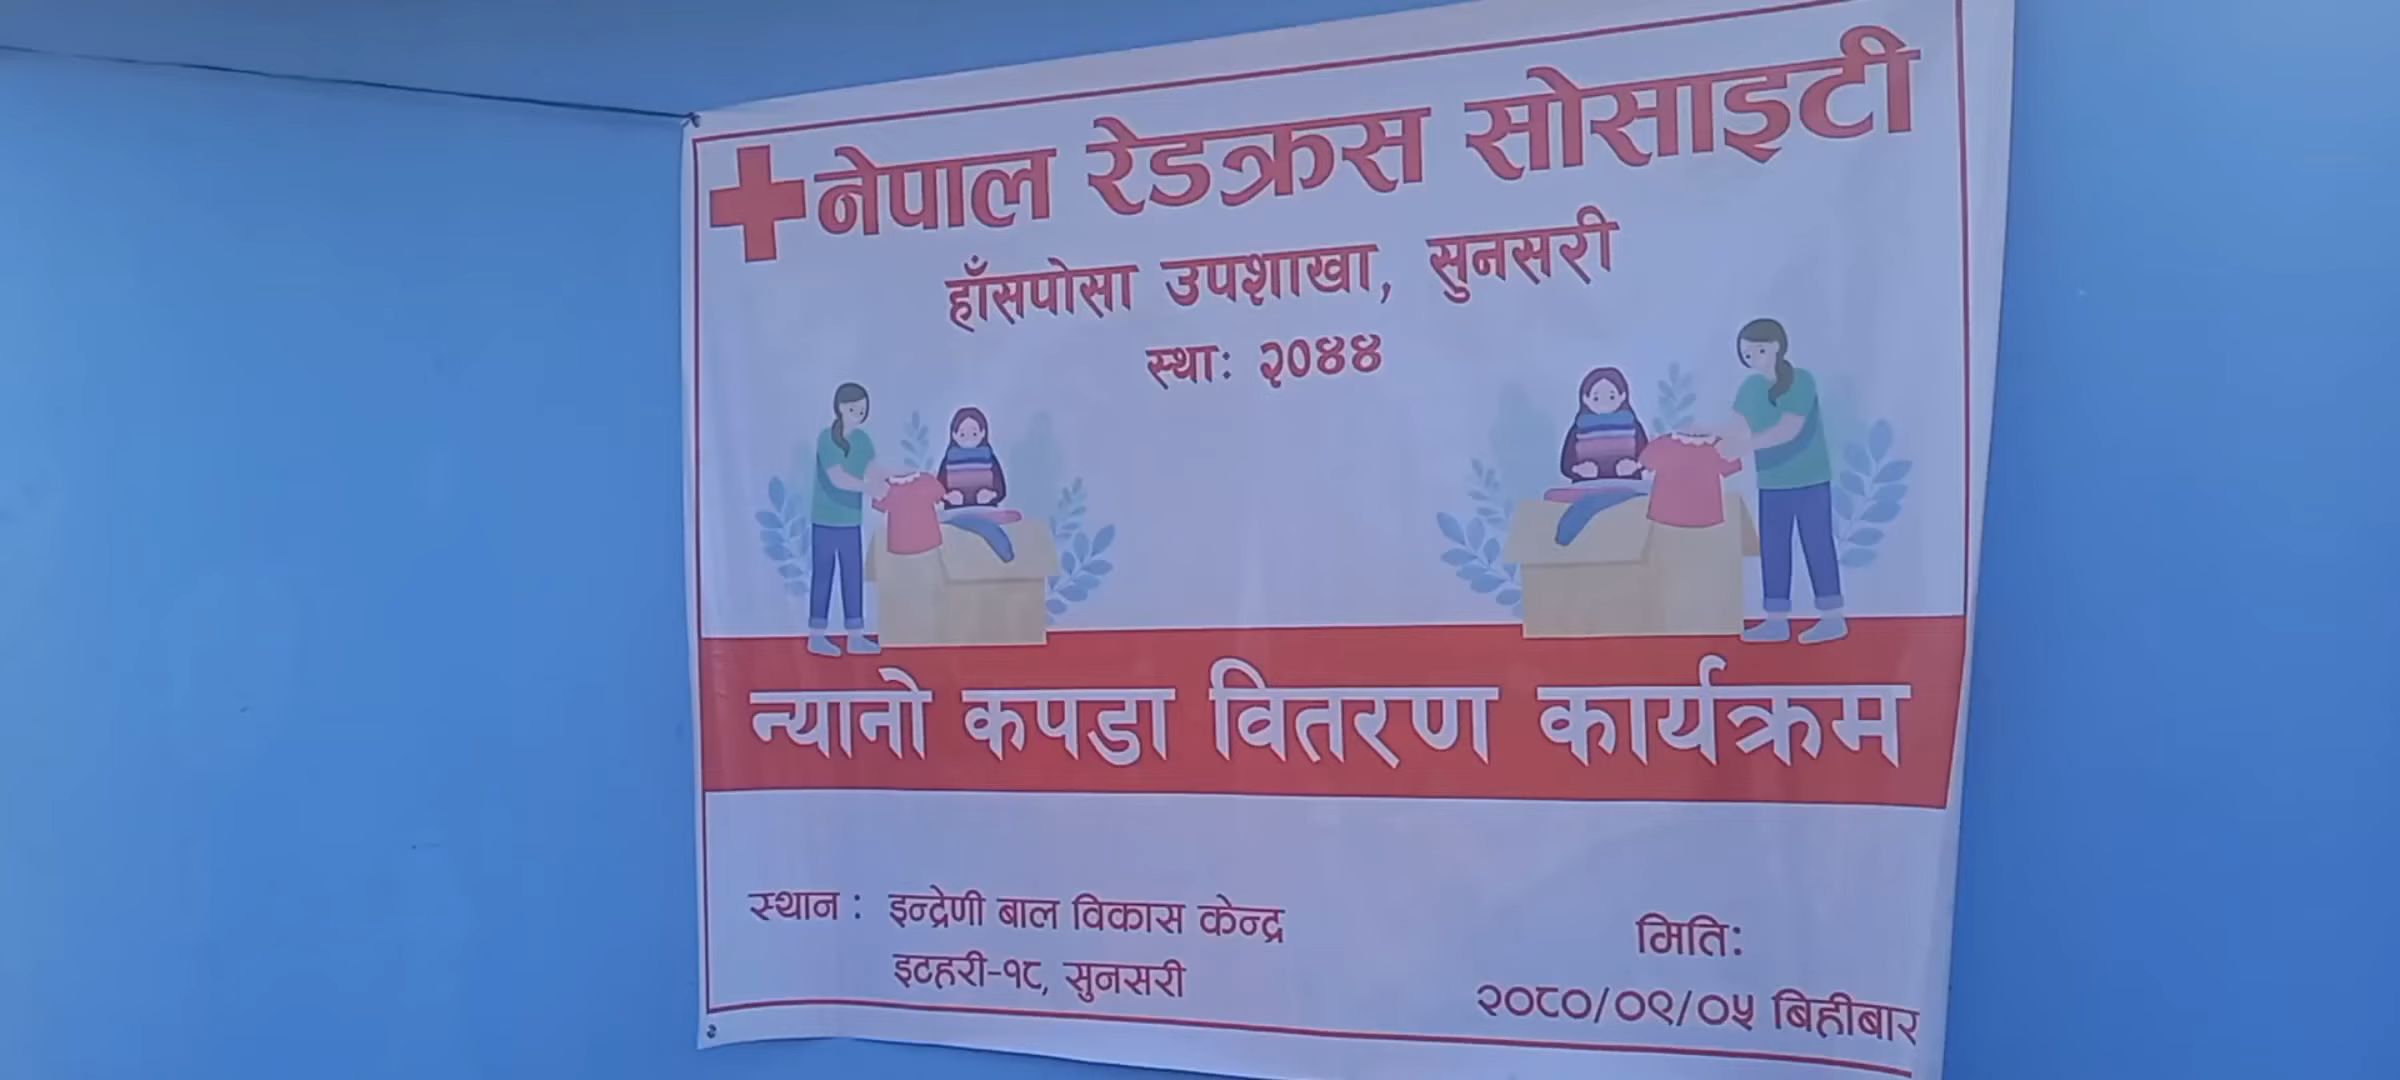 नेपाल रेडक्रस सोसाइटी
हाँसपोसा उपशाखा, सुनसरी
स्थाः २०४४
न्यानो कपडा वितरण कार्यक्रम
स्थान : इन्द्रेणी बाल विकास केन्द्र
इटहरी-१८, सुनसरी
मितिः
२०८०/०९/०५ बिहीबार